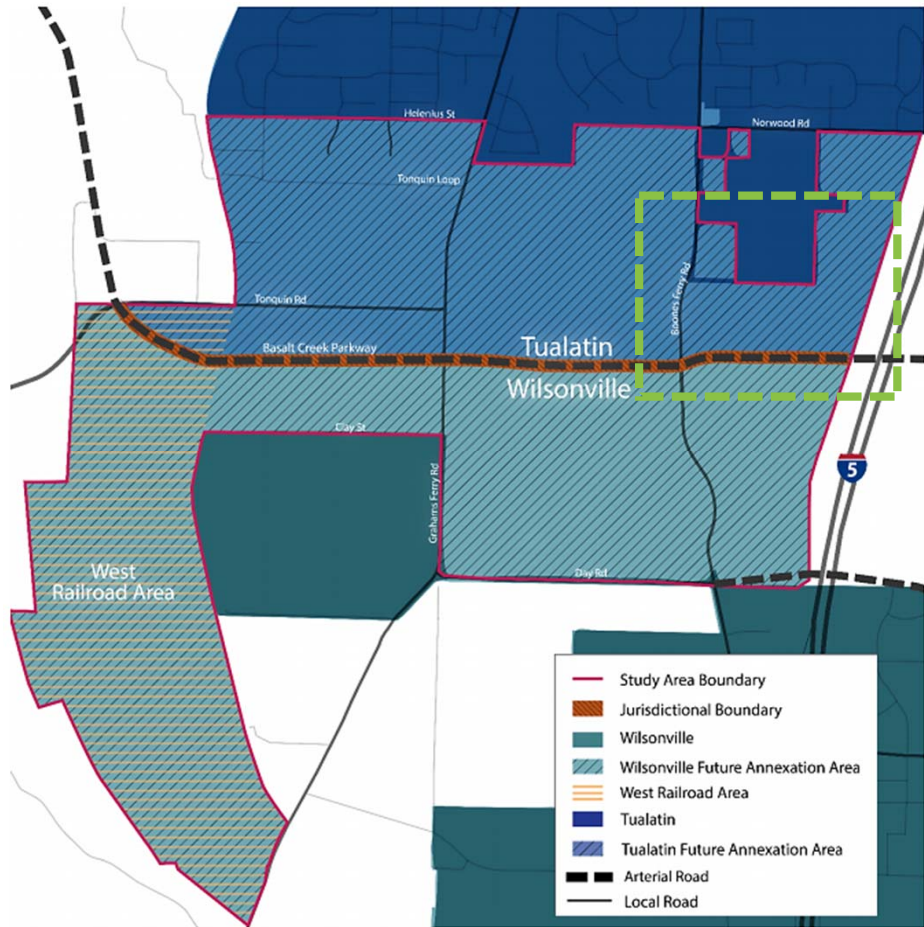 Helenius St
Norwood Rd
Tonquin Loop
Boones Ferry Rd
Tonquin Rd
Basalt Creek Parkway
Tualatin
Wilsonville
Clay St
Grahams Ferry Rd
5
West
Railroad Area
Day Rd
Study Area Boundary
Jurisdictional Boundary
Wilsonville
Wilsonville Future Annexation Area
West Railroad Area
Tualatin
Tualatin Future Annexation Area
Arterial Road
Local Road